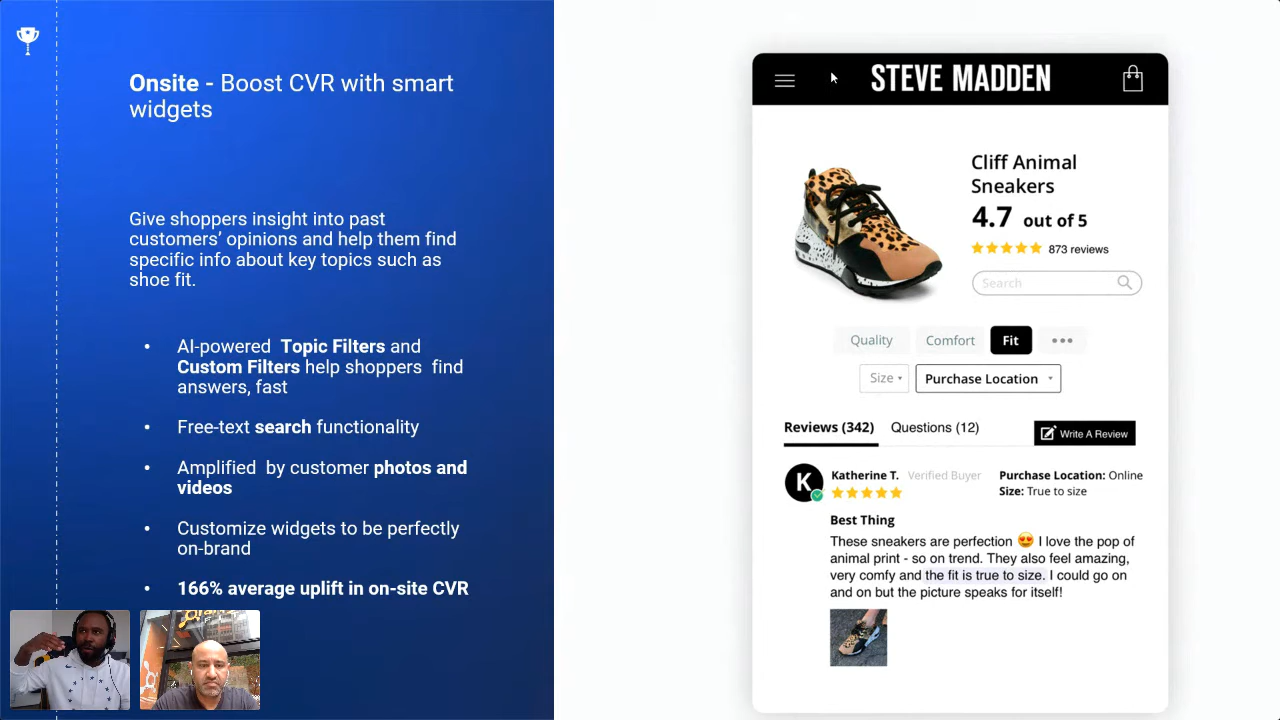 Onsite - Boost CVR with smart
widgets
Give shoppers insight into past
customers’ opinions and help them find
specific info about key topics such as
shoe fit.
• AI-powered Topic Filters and
Custom Filters help shoppers find
answers, fast
• Free-text search functionality
• Amplified by customer photos and
videos
• Customize widgets to be perfectly
on-brand
• 166% average uplift in on-site CVR
STEVE MADDEN
Cliff Animal
Sneakers
4.7 out of 5
873 reviews
Search
Quality Comfort Fit •••
Size Purchase Location
Reviews (342) Questions (12) Write A Review
K
Katherine T. Verified Buyer
Purchase Location: Online
Size: True to size
Best Thing
These sneakers are perfection 😍 I love the pop of
animal print - so on trend. They also feel amazing,
very comfy and the fit is true to size. I could go on
and on but the picture speaks for itself!